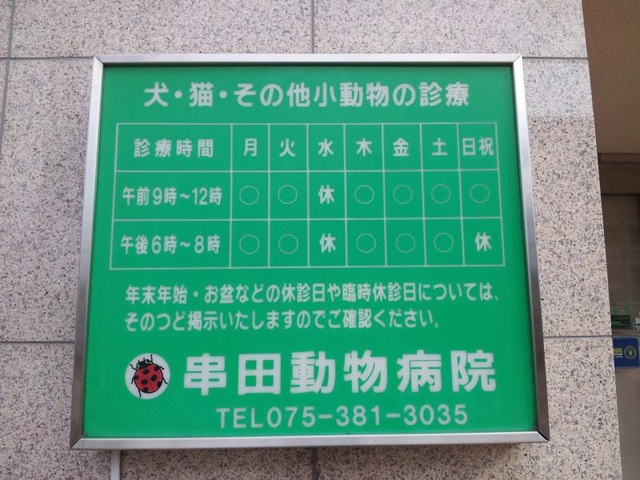 犬・猫・その他小動物の診療
診療時間 月 火 水 木 金 土 日祝
午前9時~12時 ○ ○ 休 ○ ○ ○ ○
午後6時~8時 ○ ○ 休 ○ ○ ○ 休
年末年始・お盆などの休診日や臨時休診日については、
そのつど掲示いたしますのでご確認ください。
串田動物病院
TEL075-381-3035